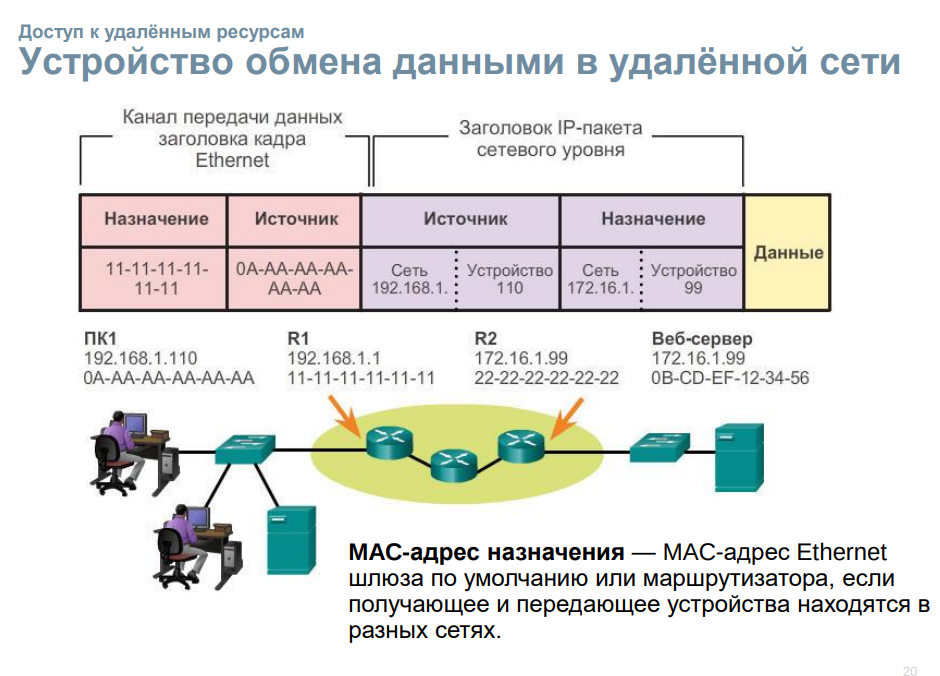 Доступ к удалённым ресурсам
Устройство обмена данными в удалённой сети
Канал передачи данных
заголовка кадра
Ethernet
Заголовок IP-пакета
сетевого уровня
Назначение
Источник
Источник
Назначение
Данные
11-11-11-11-
11-11
0A-AA-AA-AA-
AA-AA
Сеть
192.168.1.
Устройство
110
Сеть
172.16.1.
Устройство
99
ПК1
192.168.1.110
0A-AA-AA-AA-AA-AA
R1
192.168.1.1
11-11-11-11-11-11
R2
172.16.1.99
22-22-22-22-22-22
Веб-сервер
172.16.1.99
0B-CD-EF-12-34-56
MAC-адрес назначения — MAC-адрес Ethernet
шлюза по умолчанию или маршрутизатора, если
получающее и передающее устройства находятся в
разных сетях.
20